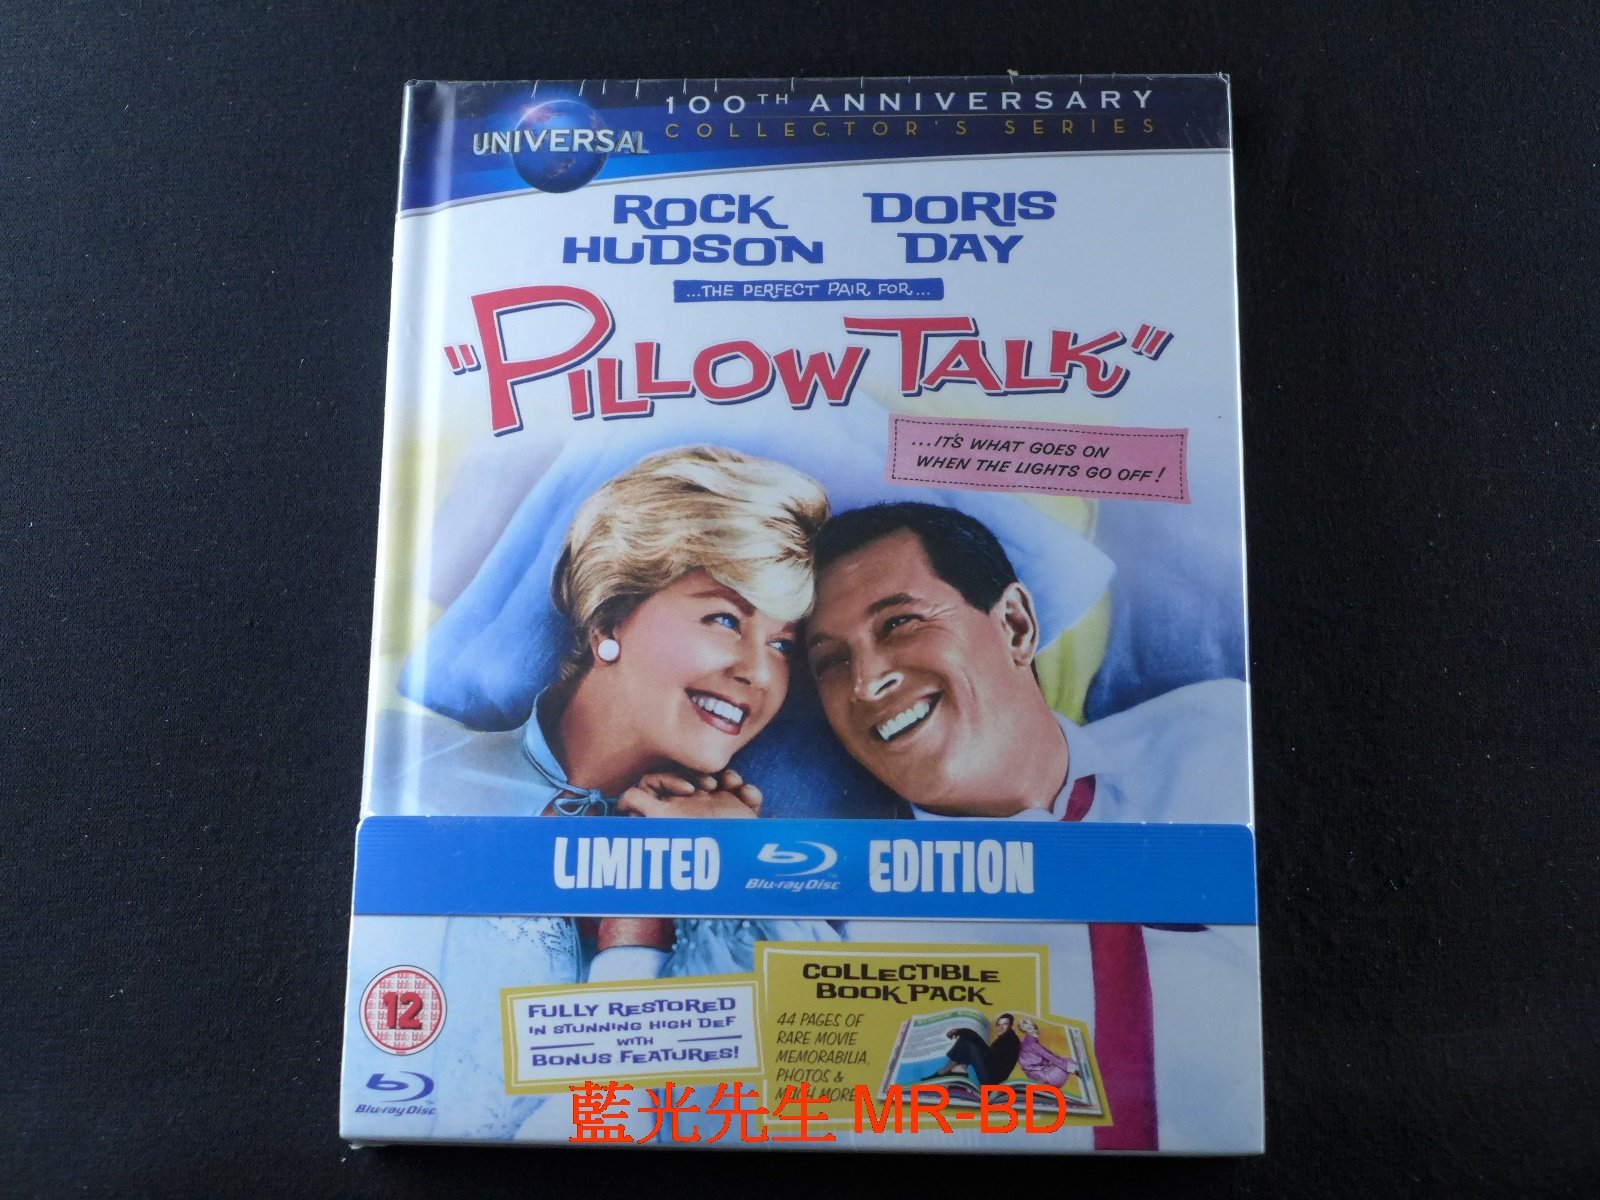 100TH ANNIVERSARY
COLLECTOR'S SERIES
UNIVERSAL
ROCK HUDSON
DORIS DAY
...THE PERFECT PAIR FOR...
"PILLOW TALK"
...IT'S WHAT GOES ON
WHEN THE LIGHTS GO OFF!
LIMITED Blu-ray Disc EDITION
12
Blu-ray Disc
FULLY RESTORED
IN STUNNING HIGH DEF
WITH
BONUS FEATURES!
COLLECTIBLE
BOOK PACK
44 PAGES OF
RARE MOVIE
MEMORABILIA,
PHOTOS &
MUCH MORE
藍光先生 MR-BD